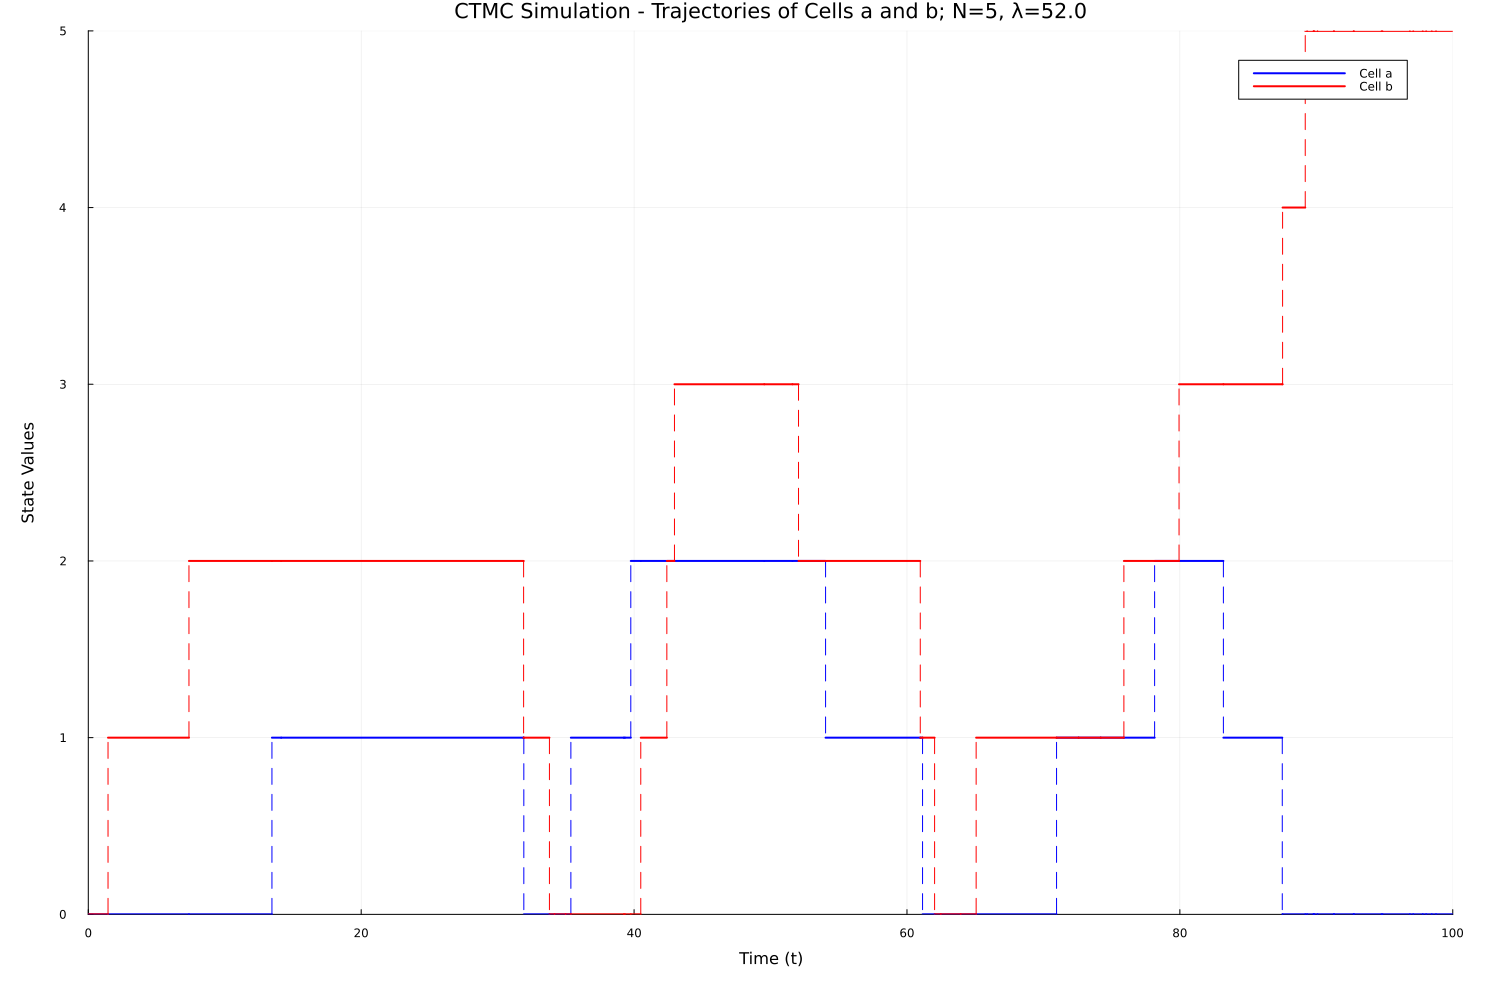 CTMC Simulation - Trajectories of Cells a and b; N=5, λ=52.0
5
Cell a
Cell b
4
3
State Values
2
1
0
0 20 40 60 80 100
Time (t)